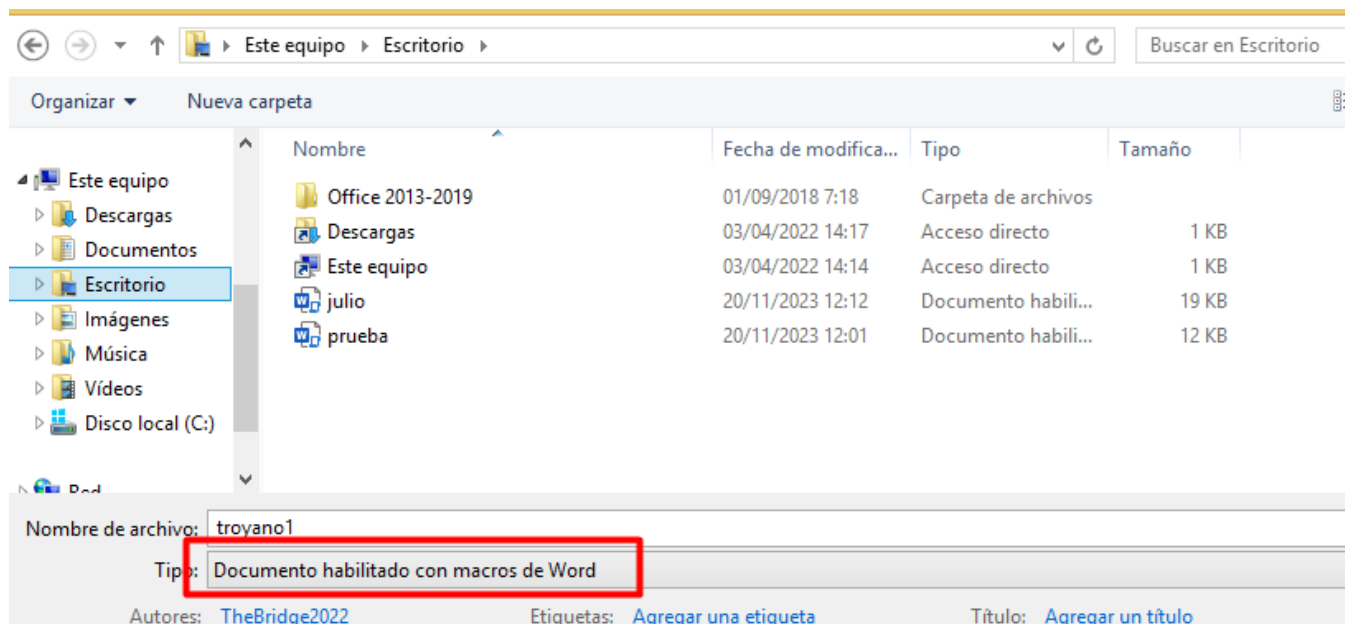 Este equipo Escritorio Buscar en Escritorio
Organizar Nueva carpeta
Nombre Fecha de modifica... Tipo Tamaño
Este equipo
Descargas
Documentos
Escritorio
Imágenes
Música
Vídeos
Disco local (C:)
Red
Office 2013-2019 01/09/2018 7:18 Carpeta de archivos
Descargas 03/04/2022 14:17 Acceso directo 1 KB
Este equipo 03/04/2022 14:14 Acceso directo 1 KB
julio 20/11/2023 12:12 Documento habili... 19 KB
prueba 20/11/2023 12:01 Documento habili... 12 KB
Nombre de archivo: troyano1
Tipo: Documento habilitado con macros de Word
Autores: TheBridge2022 Etiquetas: Agregar una etiqueta Título: Agregar un título